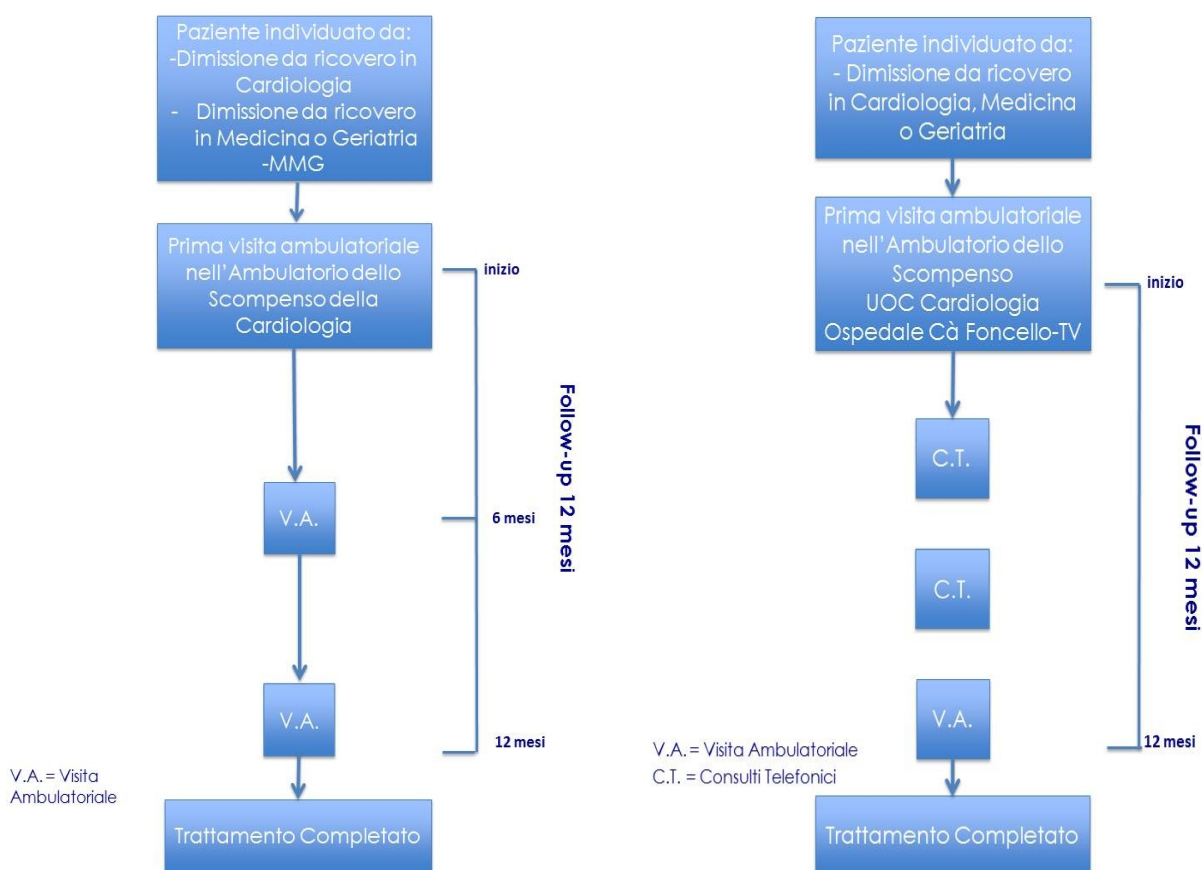 Paziente individuato da:
-Dimissione da ricovero in
Cardiologia
- Dimissione da ricovero
in Medicina o Geriatria
-MMG
Prima visita ambulatoriale
nell'Ambulatorio dello
Scompenso della
Cardiologia
inizio
V.A.
6 mesi
Follow-up 12 mesi
V.A.
12 mesi
V.A. = Visita
Ambulatoriale
Trattamento Completato
Paziente individuato da:
- Dimissione da ricovero
in Cardiologia, Medicina
o Geriatria
Prima visita ambulatoriale
nell'Ambulatorio dello
Scompenso
UOC Cardiologia
Ospedale Cà Foncello-TV
inizio
C.T.
Follow-up 12 mesi
C.T.
V.A.
12 mesi
V.A. = Visita Ambulatoriale
C.T. = Consulti Telefonici
Trattamento Completato